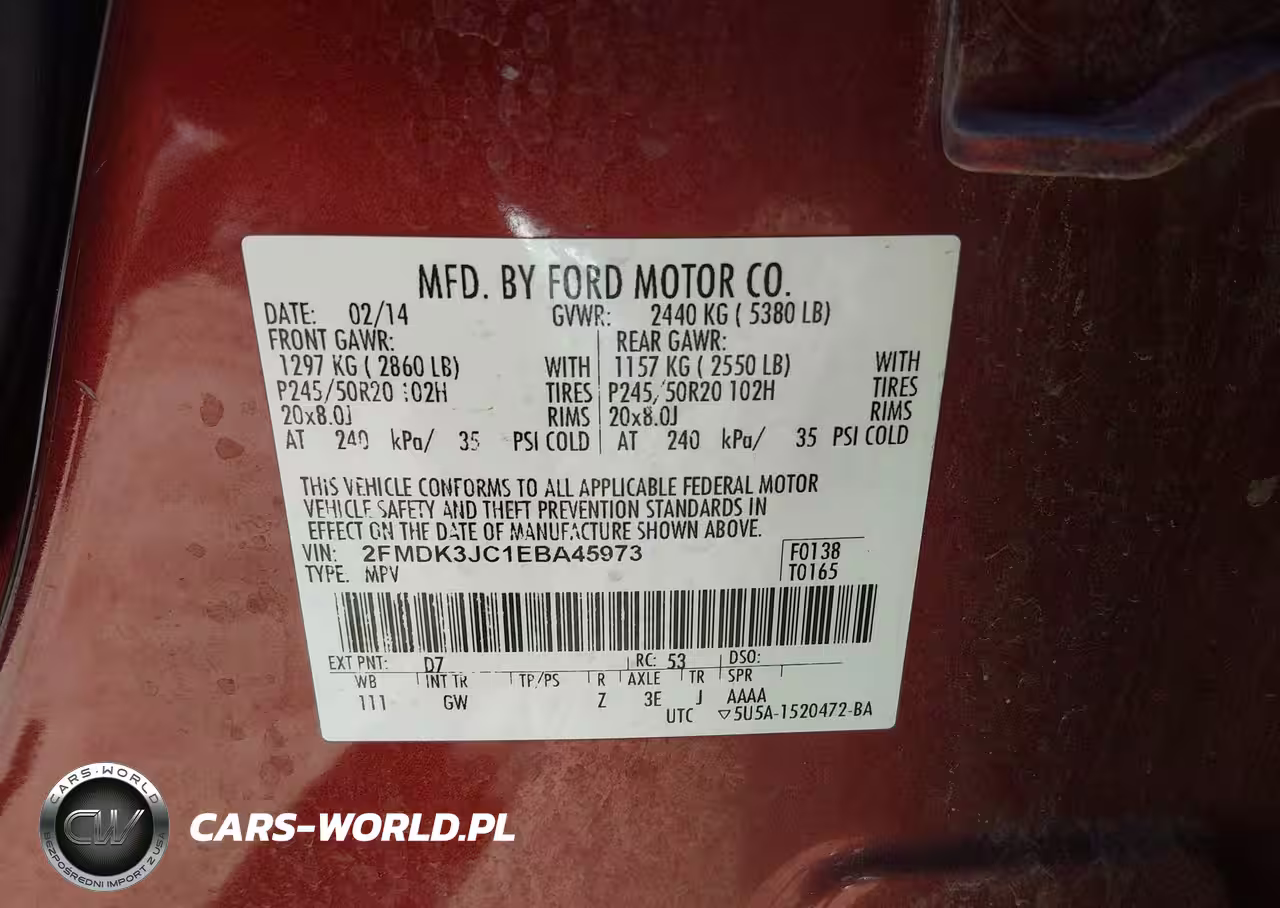 MFD. BY FORD MOTOR CO.
DATE: 02/14 GVWR: 2440 KG ( 5380 LB)
FRONT GAWR: REAR GAWR:
1297 KG ( 2860 LB) WITH 1157 KG ( 2550 LB) WITH
P245/50R20 102H TIRES P245/50R20 102H TIRES
20x8.0J RIMS 20x8.0J RIMS
AT 240 kPa/ 35 PSI COLD AT 240 kPa/ 35 PSI COLD
THIS VEHICLE CONFORMS TO ALL APPLICABLE FEDERAL MOTOR
VEHICLE SAFETY AND THEFT PREVENTION STANDARDS IN
EFFECT ON THE DATE OF MANUFACTURE SHOWN ABOVE.
VIN: 2FMDK3JC1EBA45973 F0138
TYPE. MPV T0165
EXT PNT: D7 RC: 53 DSO:
WB INT TR TP/PS R AXLE TR SPR
111 GW Z 3E J AAAA
UTC ▽5U5A-1520472-BA
CARS-WORLD
CW
BEZPOŚREDNI IMPORT Z USA
CARS-WORLD.PL